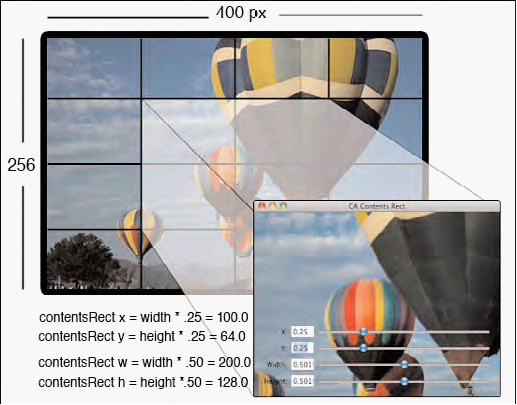 400 px
256
CA Contents Rect
X: 0.25
Y: 0.25
Width: 0.501
Height: 0.501
contentsRect x = width * .25 = 100.0
contentsRect y = height * .25 = 64.0
contentsRect w = width * .50 = 200.0
contentsRect h = height *.50 = 128.0